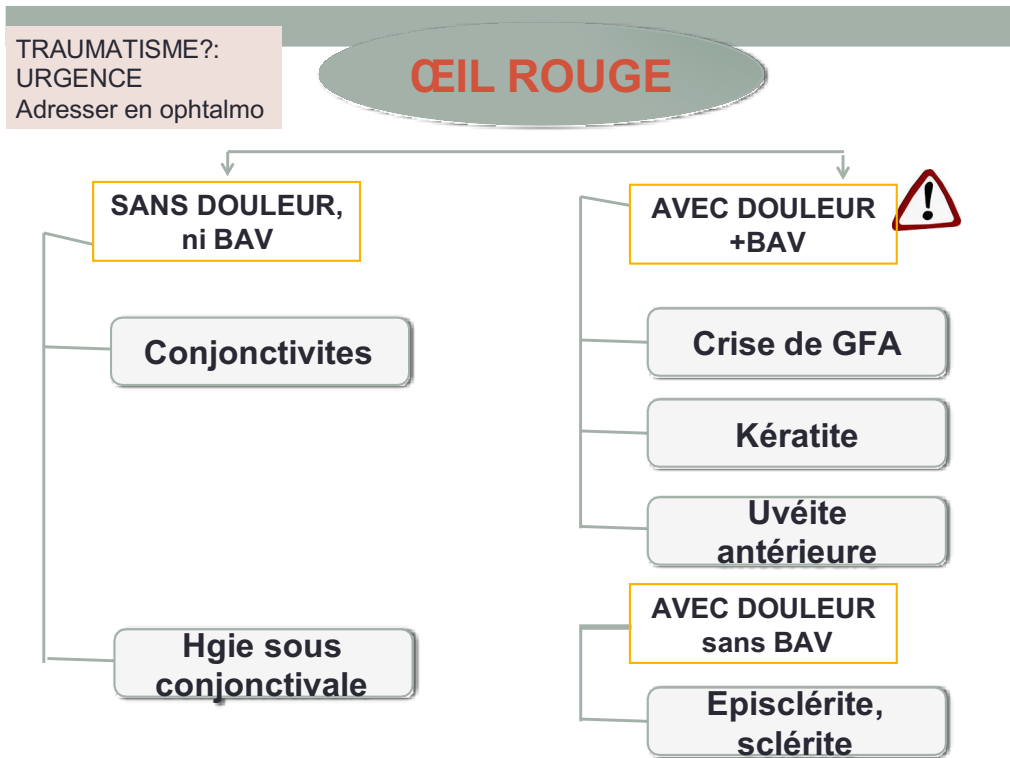 TRAUMATISME?:
URGENCE
Adresser en ophtalmo
ŒIL ROUGE
SANS DOULEUR,
ni BAV
Conjonctivites
Hgie sous
conjonctivale
AVEC DOULEUR
+BAV
!
Crise de GFA
Kératite
Uvéite
antérieure
AVEC DOULEUR
sans BAV
Episclérite,
sclérite